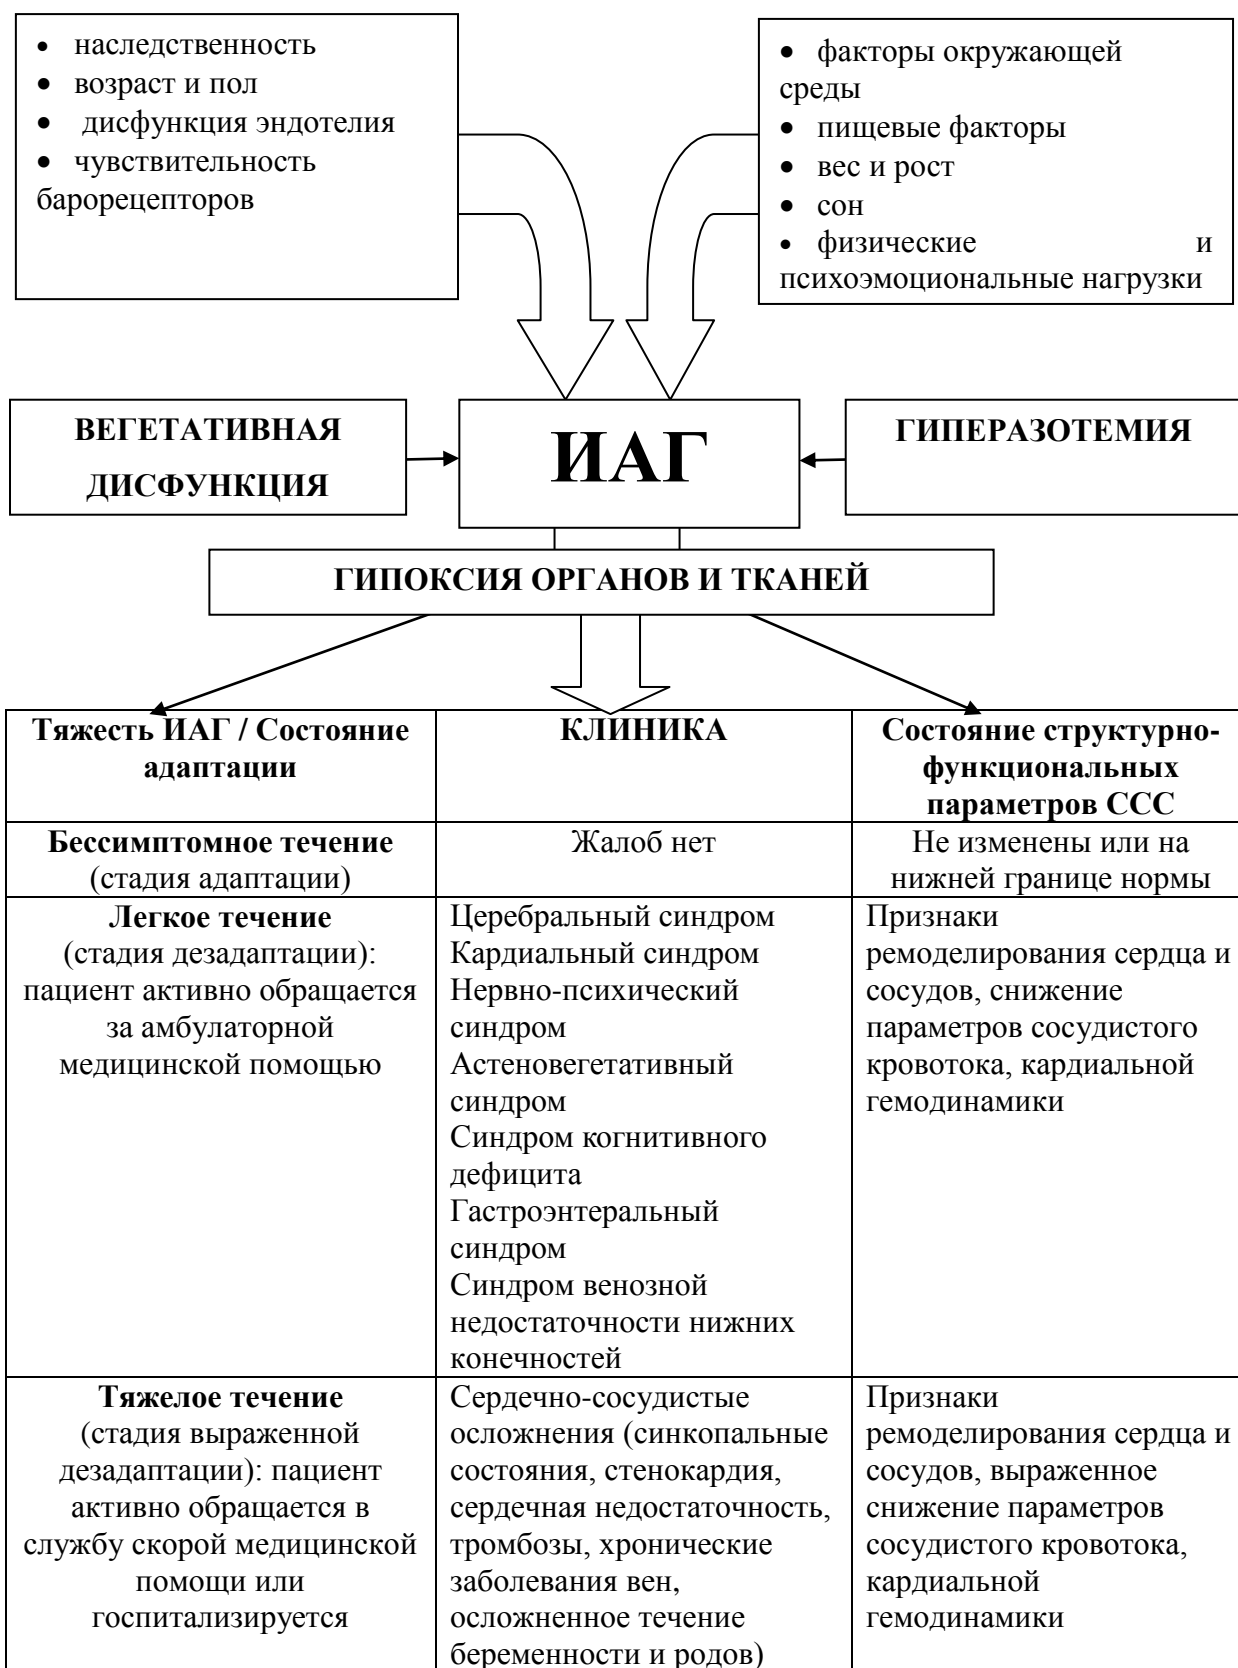 • наследственность
• возраст и пол
• дисфункция эндотелия
• чувствительность
барорецепторов
• факторы окружающей
среды
• пищевые факторы
• вес и рост
• сон
• физические и
психоэмоциональные нагрузки
ВЕГЕТАТИВНАЯ
ДИСФУНКЦИЯ
ИАГ
ГИПЕРАЗОТЕМИЯ
ГИПОКСИЯ ОРГАНОВ И ТКАНЕЙ
Тяжесть ИАГ / Состояние
адаптации
КЛИНИКА
Состояние структурно-
функциональных
параметров ССС
Бессимптомное течение
(стадия адаптации)
Жалоб нет
Не изменены или на
нижней границе нормы
Легкое течение
(стадия дезадаптации):
пациент активно обращается
за амбулаторной
медицинской помощью
Церебральный синдром
Кардиальный синдром
Нервно-психический
синдром
Астеновегетативный
синдром
Синдром когнитивного
дефицита
Гастроэнтеральный
синдром
Синдром венозной
недостаточности нижних
конечностей
Признаки
ремоделирования сердца и
сосудов, снижение
параметров сосудистого
кровотока, кардиальной
гемодинамики
Тяжелое течение
(стадия выраженной
дезадаптации): пациент
активно обращается в
службу скорой медицинской
помощи или
госпитализируется
Сердечно-сосудистые
осложнения (синкопальные
состояния, стенокардия,
сердечная недостаточность,
тромбозы, хронические
заболевания вен,
осложненное течение
беременности и родов)
Признаки
ремоделирования сердца и
сосудов, выраженное
снижение параметров
сосудистого кровотока,
кардиальной
гемодинамики